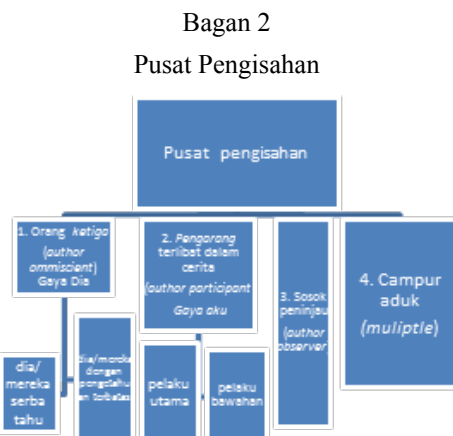 Bagan 2
Pusat Pengisahan
Pusat pengisahan
1. Orang ketiga
(author
ommiscient)
Gaya Dia
2. Pengarang
terlibat dalam
cerita
(author participant
Gaya aku
3. Sosok
peninjau
(author
observer)
4. Campur
aduk
(muliptle)
dia/
mereka
serba
tahu
dia/mereka
dengan
pengetahu
an terbatas
pelaku
utama
pelaku
bawahan